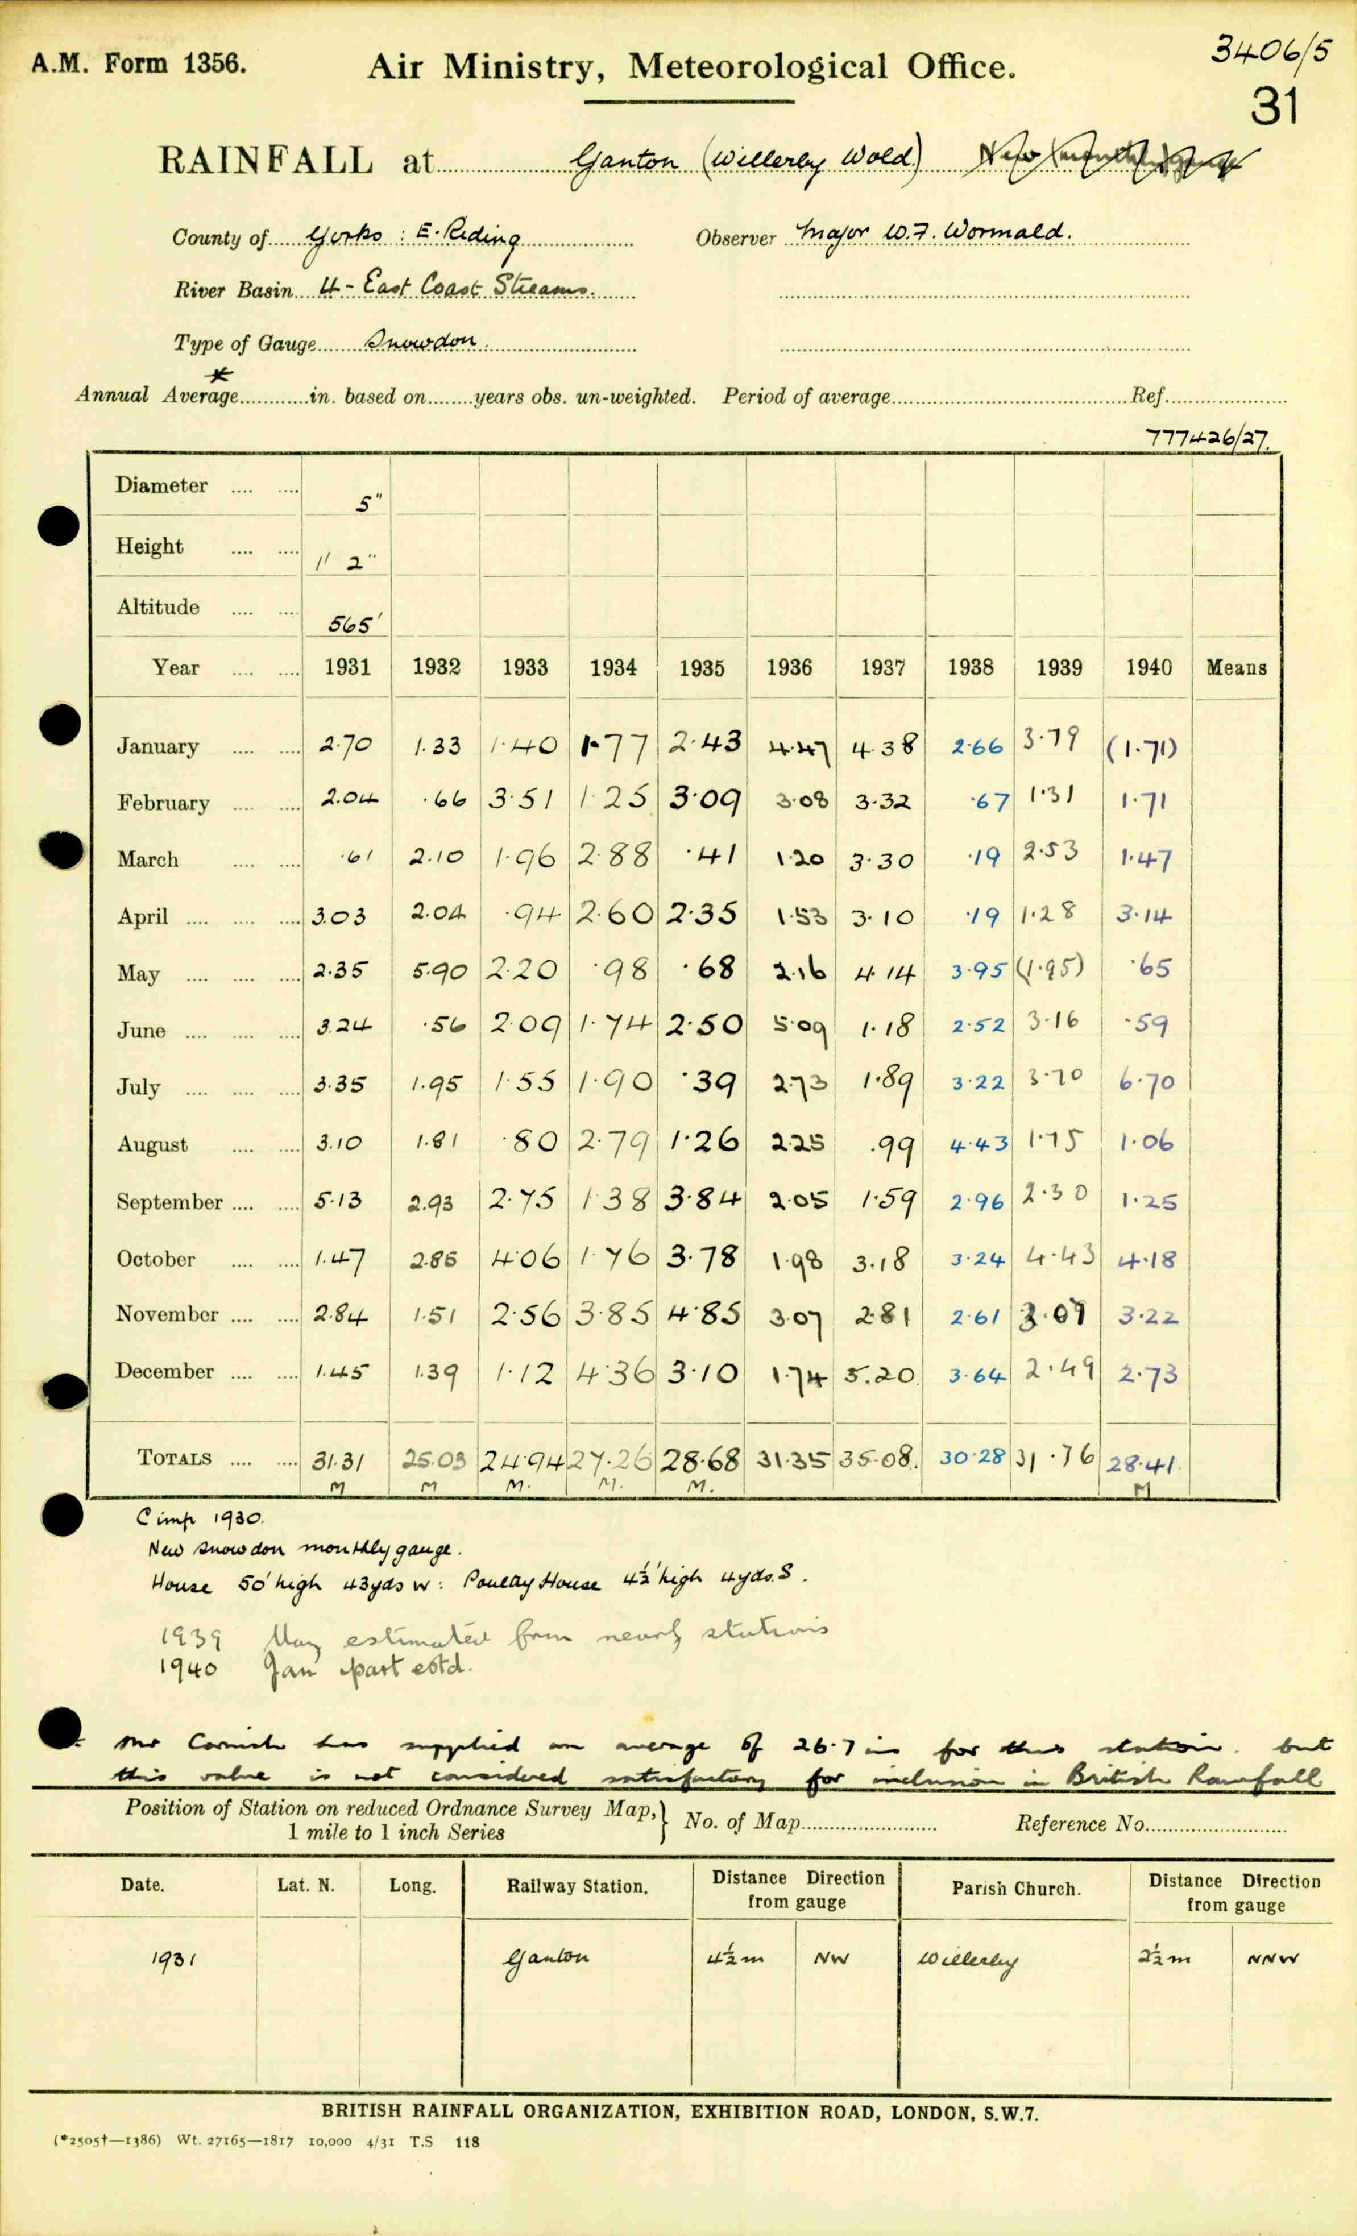 A.M. Form 1356.
Air Ministry, Meteorological Office.
3406/5
31
RAINFALL at Ganton (Willerby Wold) New (monthly) gauge
County of Yorks: E. Riding Observer Major W.F. Wormald.
River Basin 4 - East Coast Streams.
Type of Gauge Snowdon.
Annual Average* in. based on years obs. un-weighted. Period of average Ref.
777426/27.
Diameter 5"
Height 1' 2"
Altitude 565'
Year 1931 1932 1933 1934 1935 1936 1937 1938 1939 1940 Means
January 2.70 1.33 1.40 1.77 2.43 4.47 4.38 2.66 3.79 (1.71)
February 2.04 .66 3.51 1.25 3.09 3.08 3.32 .67 1.31 1.71
March .61 2.10 1.96 2.88 .41 1.20 3.30 .19 2.53 1.47
April 3.03 2.04 .94 2.60 2.35 1.53 3.10 .19 1.28 3.14
May 2.35 5.90 2.20 .98 .68 2.16 4.14 3.95 (1.95) .65
June 3.24 .56 2.09 1.74 2.50 5.09 1.18 2.52 3.16 .59
July 3.35 1.95 1.55 1.90 .39 2.73 1.89 3.22 3.70 6.70
August 3.10 1.81 .80 2.79 1.26 2.25 .99 4.43 1.75 1.06
September 5.13 2.93 2.75 1.38 3.84 2.05 1.59 2.96 2.30 1.25
October 1.47 2.85 4.06 1.76 3.78 1.98 3.18 3.24 4.43 4.18
November 2.84 1.51 2.56 3.85 4.85 3.07 2.81 2.61 3.07 3.22
December 1.45 1.39 1.12 4.36 3.10 1.74 5.20 3.64 2.49 2.73
TOTALS 31.31 25.03 24.94 27.26 28.68 31.35 35.08. 30.28 31.76 28.41
M M M. M. M. M
C imp 1930.
New Snowdon monthly gauge.
House 50' high 43yds W: Poultry House 4½' high 4yds. S.
1939 May estimated from nearby stations
1940 Jan part estd.
Mr Cornish has supplied an average of 26.7 in for this station. but
this value is not considered satisfactory for inclusion in British Rainfall
Position of Station on reduced Ordnance Survey Map,} No. of Map Reference No.
1 mile to 1 inch Series
Date. Lat. N. Long. Railway Station. Distance Direction from gauge Parish Church. Distance Direction from gauge
1931 Ganton 4½ m NW Willerby 2½ m NNW
BRITISH RAINFALL ORGANIZATION, EXHIBITION ROAD, LONDON, S.W.7.
(*2505†—1386) Wt. 27165—1817 10,000 4/31 T.S 118